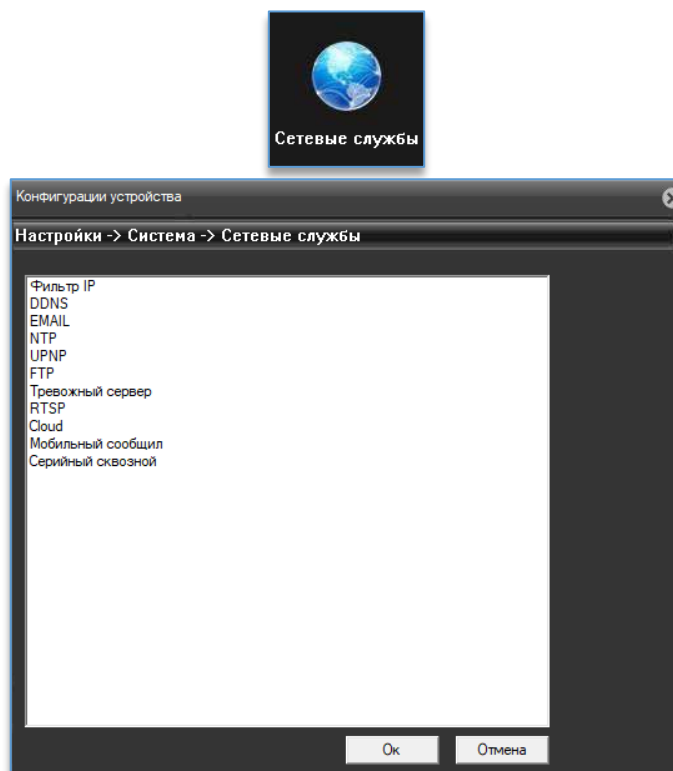 Сетевые службы
Конфигурации устройства
Настройки -> Система -> Сетевые службы
Фильтр IP
DDNS
EMAIL
NTP
UPNP
FTP
Тревожный сервер
RTSP
Cloud
Мобильный сообщил
Серийный сквозной
Ок
Отмена